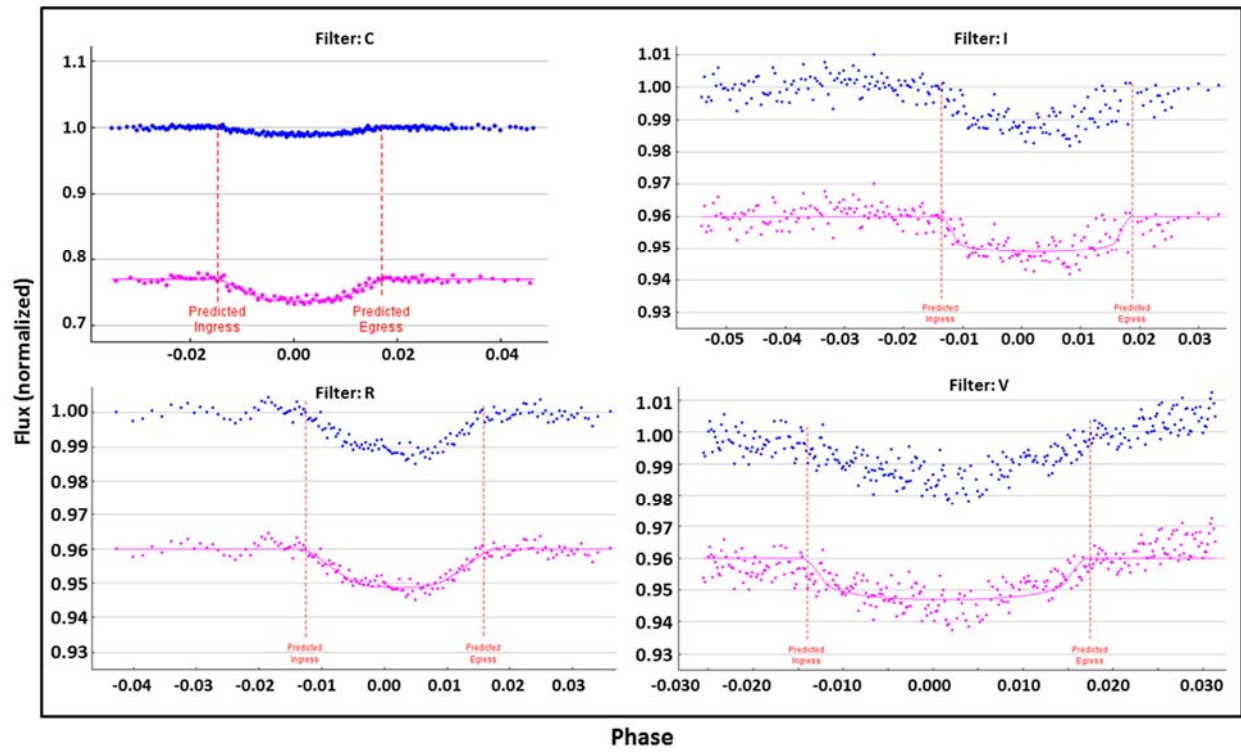 Filter: C
1.1
1.0
0.9
0.8
0.7
Predicted
Ingress
Predicted
Egress
-0.02 0.00 0.02 0.04
Filter: I
1.01
1.00
0.99
0.98
0.97
0.96
0.95
0.94
0.93
Predicted
Ingress
Predicted
Egress
-0.05 -0.04 -0.03 -0.02 -0.01 0.00 0.01 0.02 0.03
Flux (normalized)
Filter: R
1.00
0.99
0.98
0.97
0.96
0.95
0.94
0.93
Predicted
Ingress
Predicted
Egress
-0.04 -0.03 -0.02 -0.01 0.00 0.01 0.02 0.03
Filter: V
1.01
1.00
0.99
0.98
0.97
0.96
0.95
0.94
0.93
Predicted
Ingress
Predicted
Egress
-0.030 -0.020 -0.010 0.000 0.010 0.020 0.030
Phase